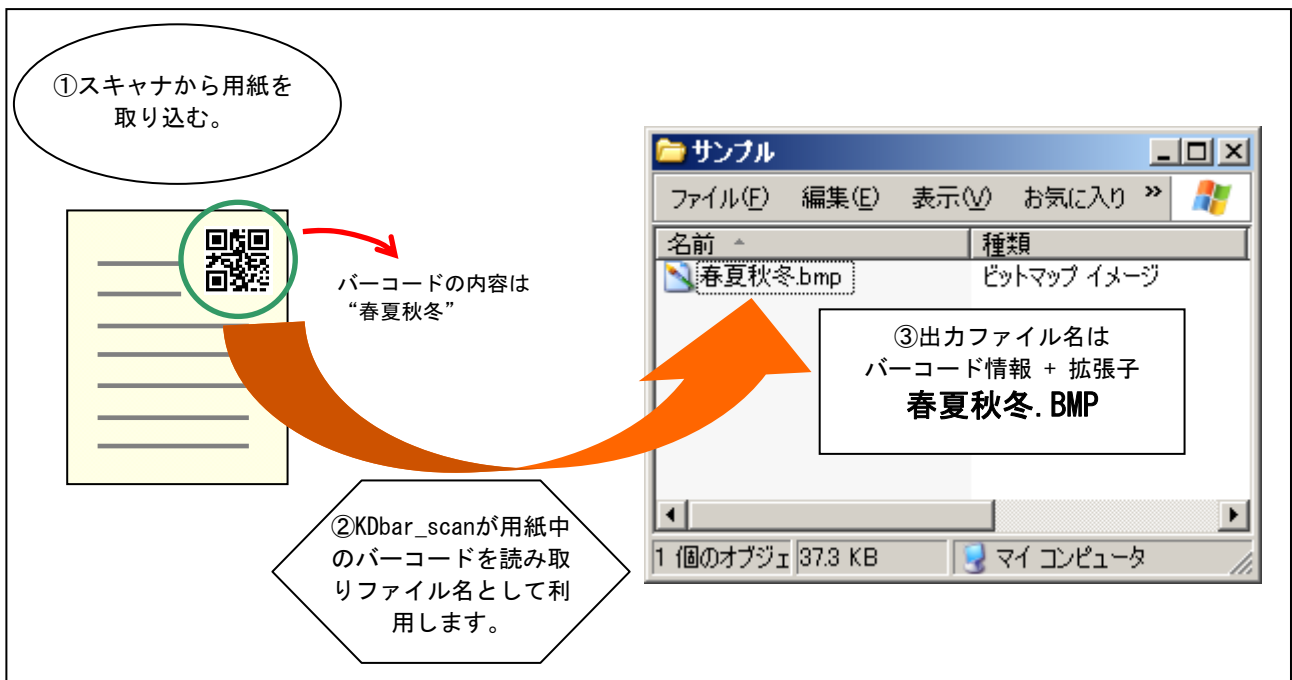 ①スキャナから用紙を
取り込む。
バーコードの内容は
“春夏秋冬”
②KDbar_scanが用紙中
のバーコードを読み取
りファイル名として利
用します。
サンプル
ファイル(F) 編集(E) 表示(V) お気に入り »
名前 種類
春夏秋冬.bmp ビットマップ イメージ
③出力ファイル名は
バーコード情報 + 拡張子
春夏秋冬.BMP
1 個のオブジェ 37.3 KB マイ コンピュータ